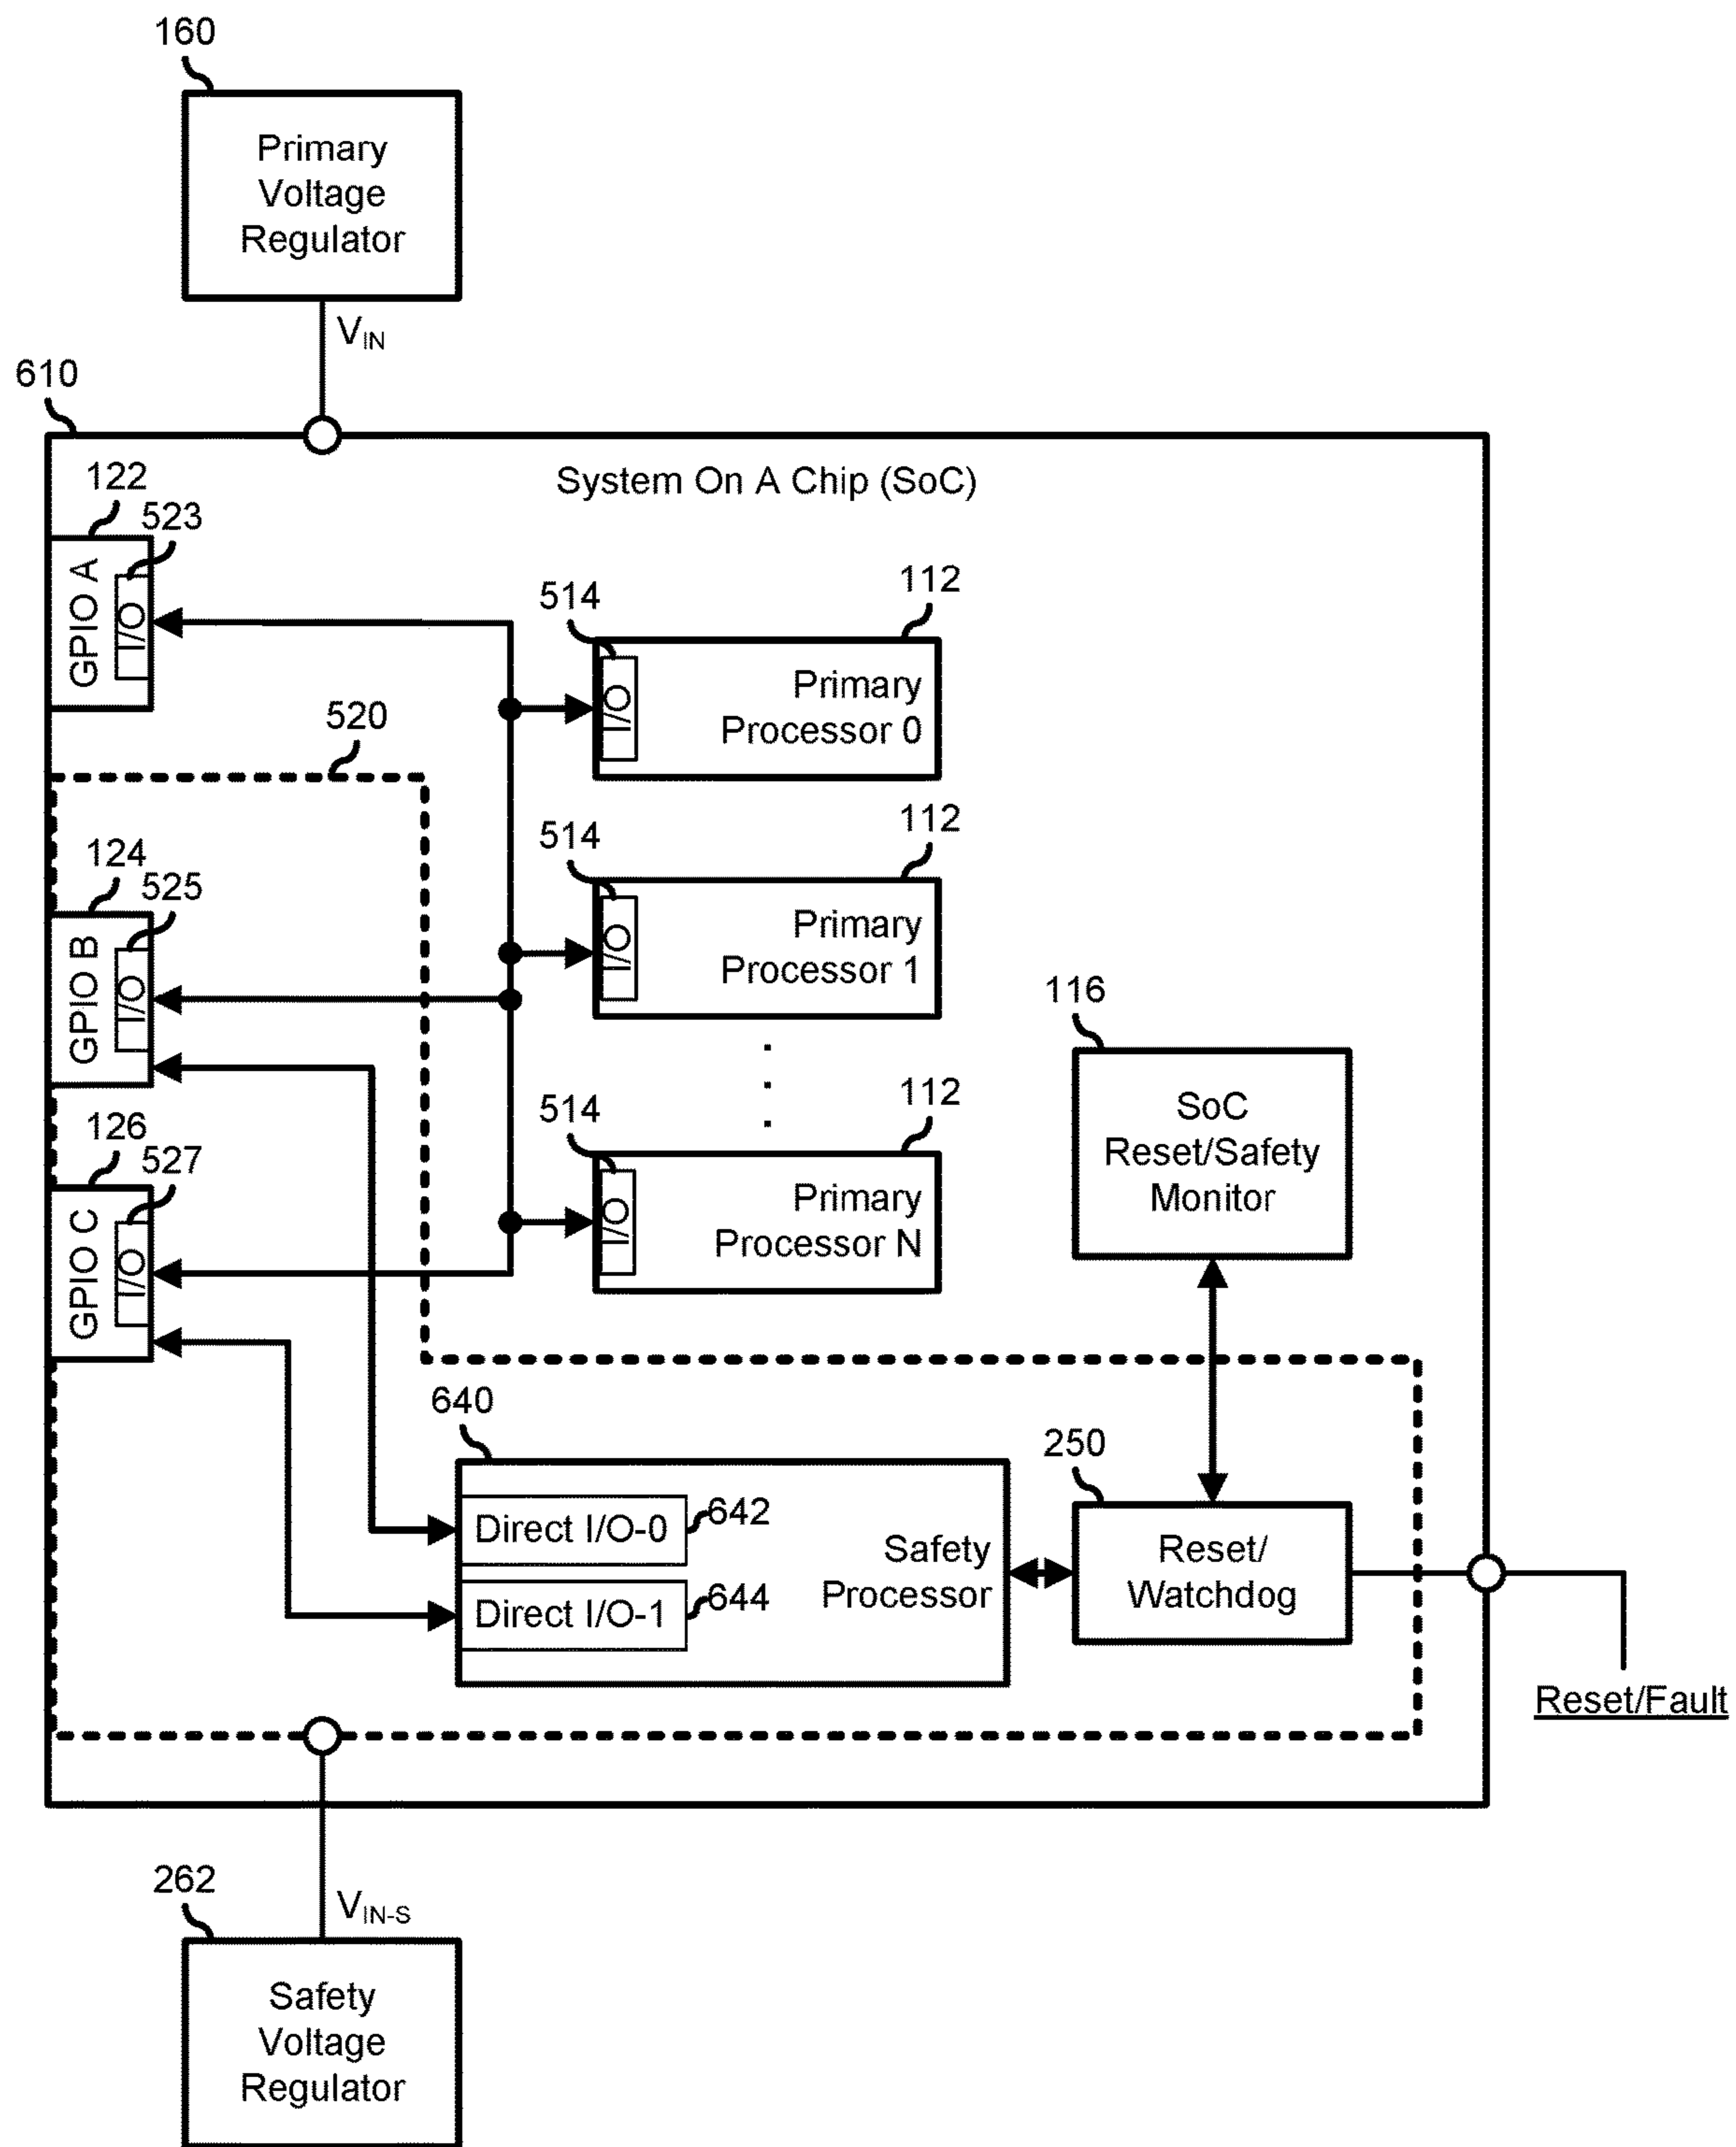 160
Primary
Voltage
Regulator
VIN
610
System On A Chip (SoC)
122
523
GPIO A
I/O
514
112
I/O
Primary
Processor 0
520
514
112
I/O
Primary
Processor 1
124
525
GPIO B
I/O
116
SoC
Reset/Safety
Monitor
.
.
.
514
112
I/O
Primary
Processor N
126
527
GPIO C
I/O
640
Direct I/O-0
642
Direct I/O-1
644
Safety
Processor
250
Reset/
Watchdog
Reset/Fault
262
VIN-S
Safety
Voltage
Regulator